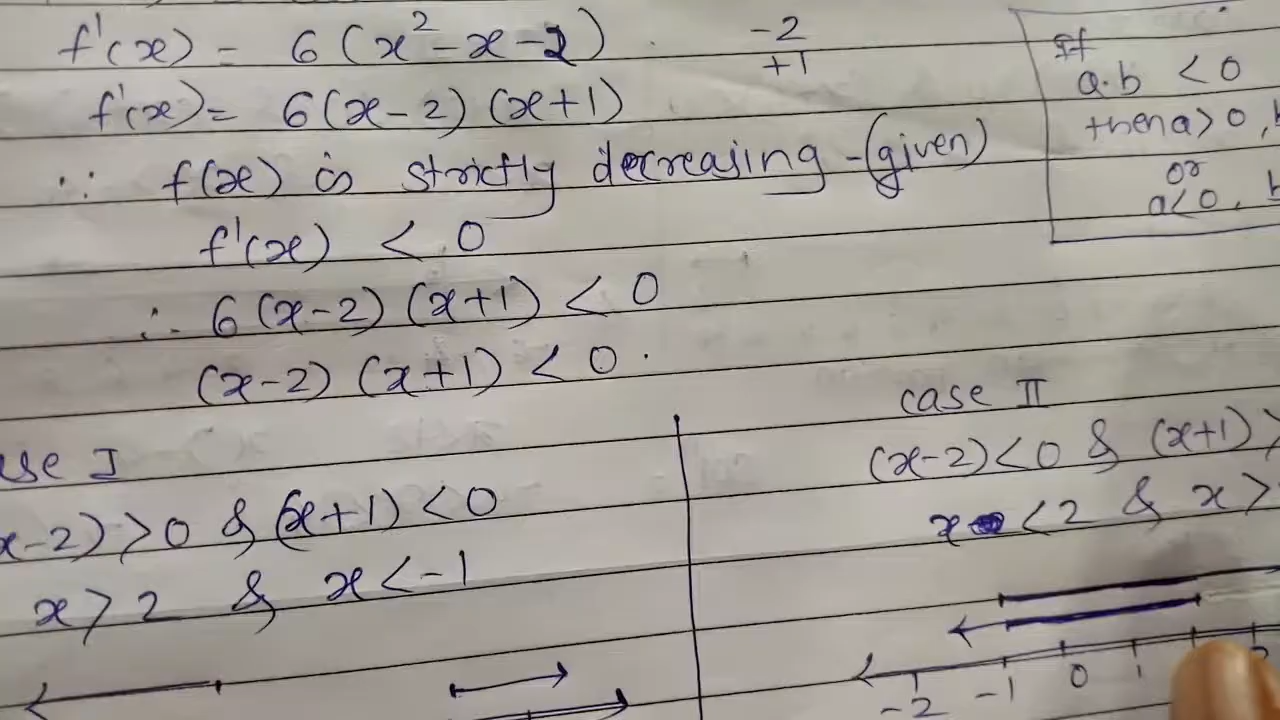 f'(x) = 6(x² - x - 2)
-2
+1
f'(x) = 6(x-2) (x+1)
∵ f(x) is strictly decreasing -(given)
f'(x) < 0
∴ 6(x-2) (x+1) < 0
(x-2) (x+1) < 0.
If
a.b < 0
then a > 0,
or
a < 0,
I
x-2) > 0 & (x+1) < 0
x > 2 & x < -1
case II
(x-2) < 0 & (x+1) >
x < 2 & x >
-2 -1 0 1